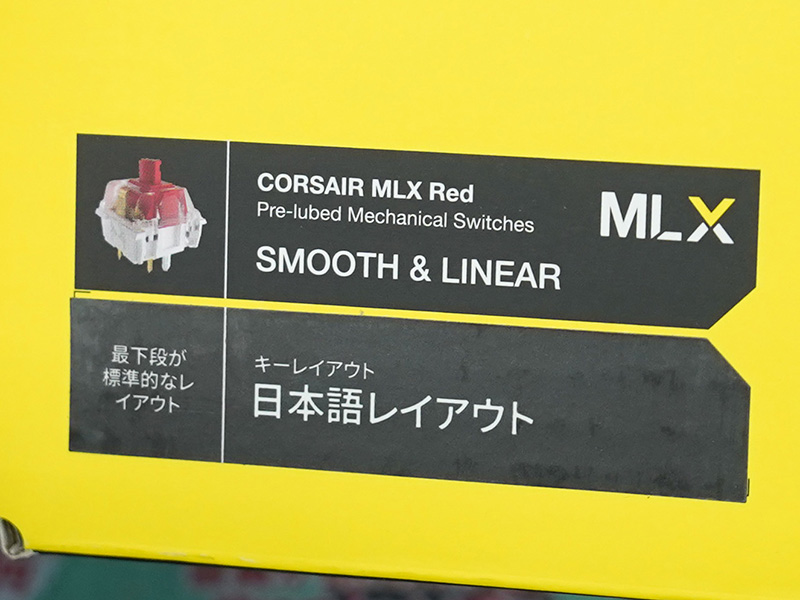 CORSAIR MLX Red
Pre-lubed Mechanical Switches
SMOOTH & LINEAR
MLX
最下段が
標準的なレ
イアウト
キーレイアウト
日本語レイアウト